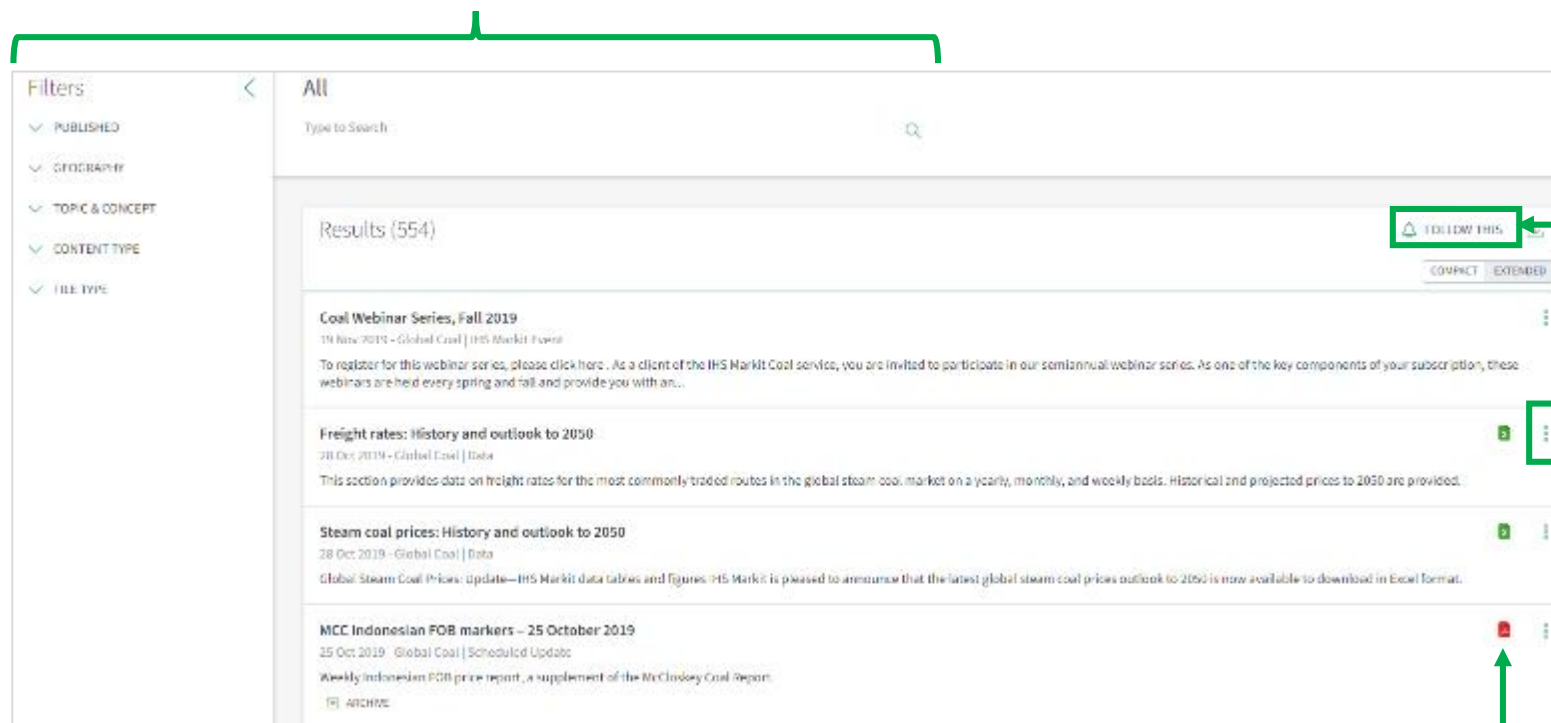 Filters
All
PUBLISHED
Type to Search
GEOGRAPHY
TOPIC & CONCEPT
Results (554)
FOLLOW THIS
CONTENT TYPE
COMPACT EXTENDED
FILE TYPE
Coal Webinar Series, Fall 2019
19 Nov 2019 - Global Coal | IHS Markit Event
To register for this webinar series, please click here . As a client of the IHS Markit Coal service, you are invited to participate in our semiannual webinar series. As one of the key components of your subscription, these
webinars are held every spring and fall and provide you with an...
Freight rates: History and outlook to 2050
28 Oct 2019 - Global Coal | Data
This section provides data on freight rates for the most commonly traded routes in the global steam coal market on a yearly, monthly, and weekly basis. Historical and projected prices to 2050 are provided.
Steam coal prices: History and outlook to 2050
28 Oct 2019 - Global Coal | Data
Global Steam Coal Prices: Update—IHS Markit data tables and figures IHS Markit is pleased to announce that the latest global steam coal prices outlook to 2050 is now available to download in Excel format.
MCC Indonesian FOB markers – 25 October 2019
25 Oct 2019 - Global Coal | Scheduled Update
Weekly Indonesian FOB price report, a supplement of the McCloskey Coal Report.
ARCHIVE